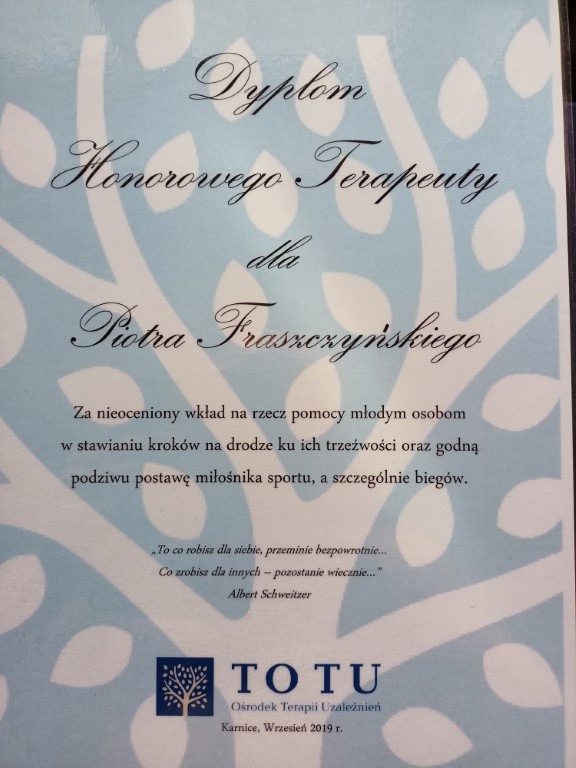 Dyplom
Honorowego Terapeuty
dla
Piotra Fraszczyńskiego
Za nieoceniony wkład na rzecz pomocy młodym osobom
w stawianiu kroków na drodze ku ich trzeźwości oraz godną
podziwu postawę miłośnika sportu, a szczególnie biegów.
„To co robisz dla siebie, przeminie bezpowrotnie...
Co zrobisz dla innych – pozostanie wiecznie...”
Albert Schweitzer
TO TU
Ośrodek Terapii Uzależnień
Karnice, Wrzesień 2019 r.